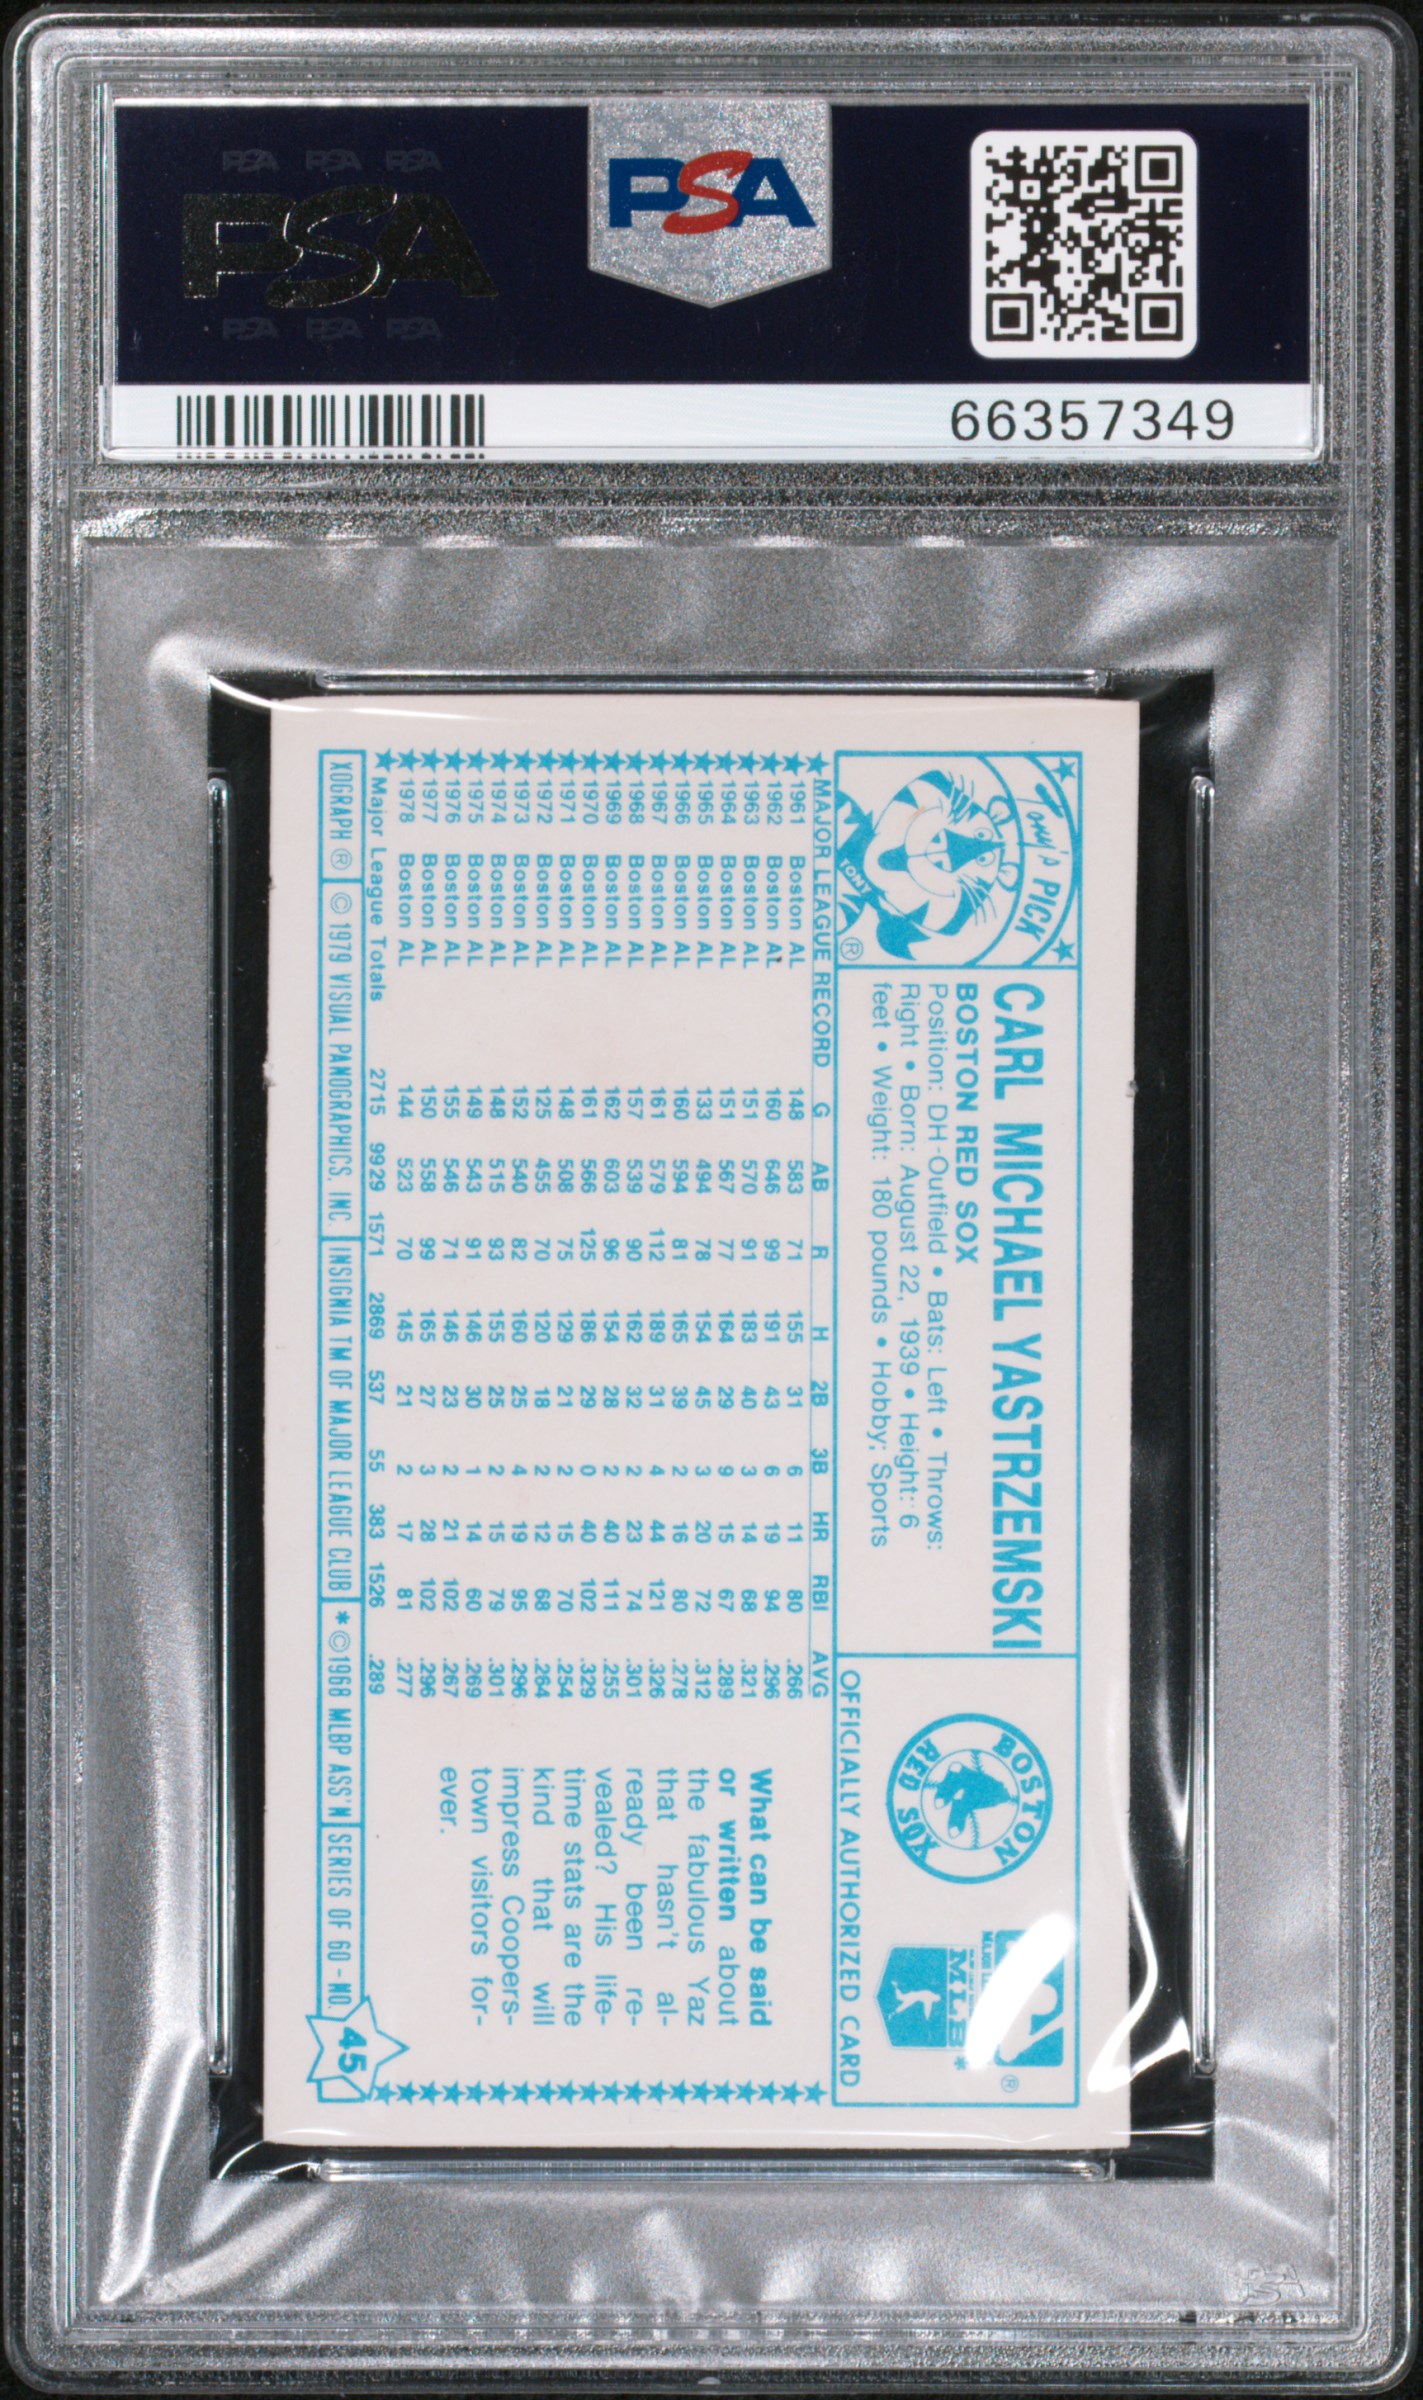 PSA PSA PSA
PSA
PSA PSA PSA
PSA
66357349
Tony's PICK
TONY
®
CARL MICHAEL YASTRZEMSKI
BOSTON RED SOX
Position: DH-Outfield • Bats: Left • Throws:
Right • Born: August 22, 1939 • Height: 6
feet • Weight: 180 pounds • Hobby: Sports
BOSTON
RED SOX
MLB*
®
OFFICIALLY AUTHORIZED CARD
MAJOR LEAGUE RECORD G AB R H 2B 3B HR RBI AVG
1961 Boston AL 148 583 71 155 31 6 11 80 .266
1962 Boston AL 160 646 99 191 43 6 19 94 .296
1963 Boston AL 151 570 91 183 40 3 14 68 .321
1964 Boston AL 151 567 77 164 29 9 15 67 .289
1965 Boston AL 133 494 78 154 45 3 20 72 .312
1966 Boston AL 160 594 81 165 39 2 16 80 .278
1967 Boston AL 161 579 112 189 31 4 44 121 .326
1968 Boston AL 157 539 90 162 32 2 23 74 .301
1969 Boston AL 162 603 96 154 28 2 40 111 .255
1970 Boston AL 161 566 125 186 29 0 40 102 .329
1971 Boston AL 148 508 75 129 21 2 15 70 .254
1972 Boston AL 125 455 70 120 18 2 12 68 .264
1973 Boston AL 152 540 82 160 25 4 19 95 .296
1974 Boston AL 148 515 93 155 25 2 15 79 .301
1975 Boston AL 149 543 91 146 30 1 14 60 .269
1976 Boston AL 155 546 71 146 23 2 21 102 .267
1977 Boston AL 150 558 99 165 27 3 28 102 .296
1978 Boston AL 144 523 70 145 21 2 17 81 .277
Major League Totals 2715 9929 1571 2869 537 55 383 1526 .289
What can be said
or written about
the fabulous Yaz
that hasn't al-
ready been re-
vealed? His life-
time stats are the
kind that will
impress Coopers-
town visitors for-
ever.
XOGRAPH ® © 1979 VISUAL PANOGRAPHICS, INC. INSIGNIA TM OF MAJOR LEAGUE CLUB * ©1968 MLBP ASS'N SERIES OF 60 - NO. 45